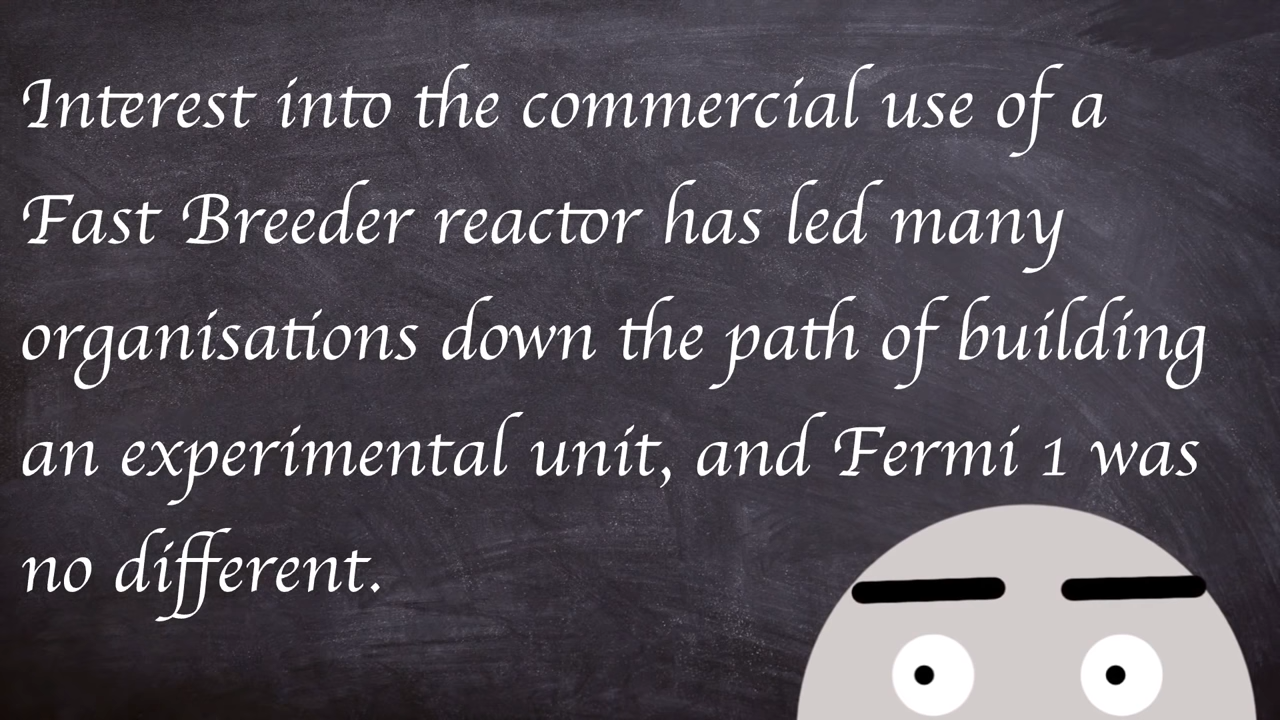 Interest into the commercial use of a
Fast Breeder reactor has led many
organisations down the path of building
an experimental unit, and Fermi 1 was
no different.